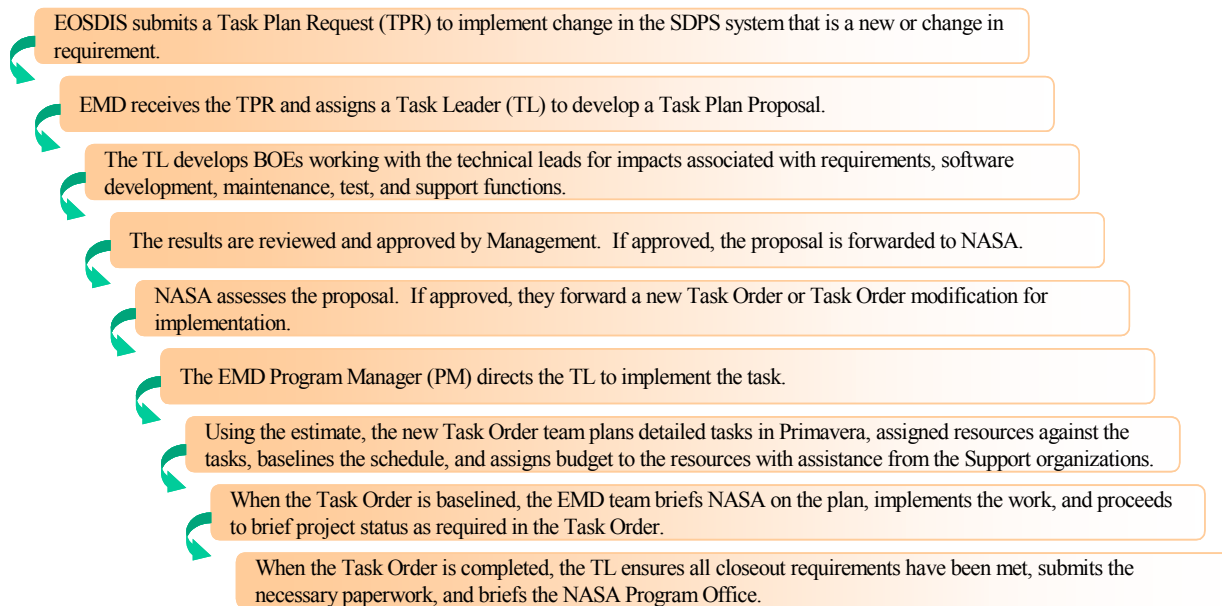 EOSDIS submits a Task Plan Request (TPR) to implement change in the SDPS system that is a new or change in
requirement.
EMD receives the TPR and assigns a Task Leader (TL) to develop a Task Plan Proposal.
The TL develops BOEs working with the technical leads for impacts associated with requirements, software
development, maintenance, test, and support functions.
The results are reviewed and approved by Management.  If approved, the proposal is forwarded to NASA.
NASA assesses the proposal.  If approved, they forward a new Task Order or Task Order modification for
implementation.
The EMD Program Manager (PM) directs the TL to implement the task.
Using the estimate, the new Task Order team plans detailed tasks in Primavera, assigned resources against the
tasks, baselines the schedule, and assigns budget to the resources with assistance from the Support organizations.
When the Task Order is baselined, the EMD team briefs NASA on the plan, implements the work, and proceeds
to brief project status as required in the Task Order.
When the Task Order is completed, the TL ensures all closeout requirements have been met, submits the
necessary paperwork, and briefs the NASA Program Office.